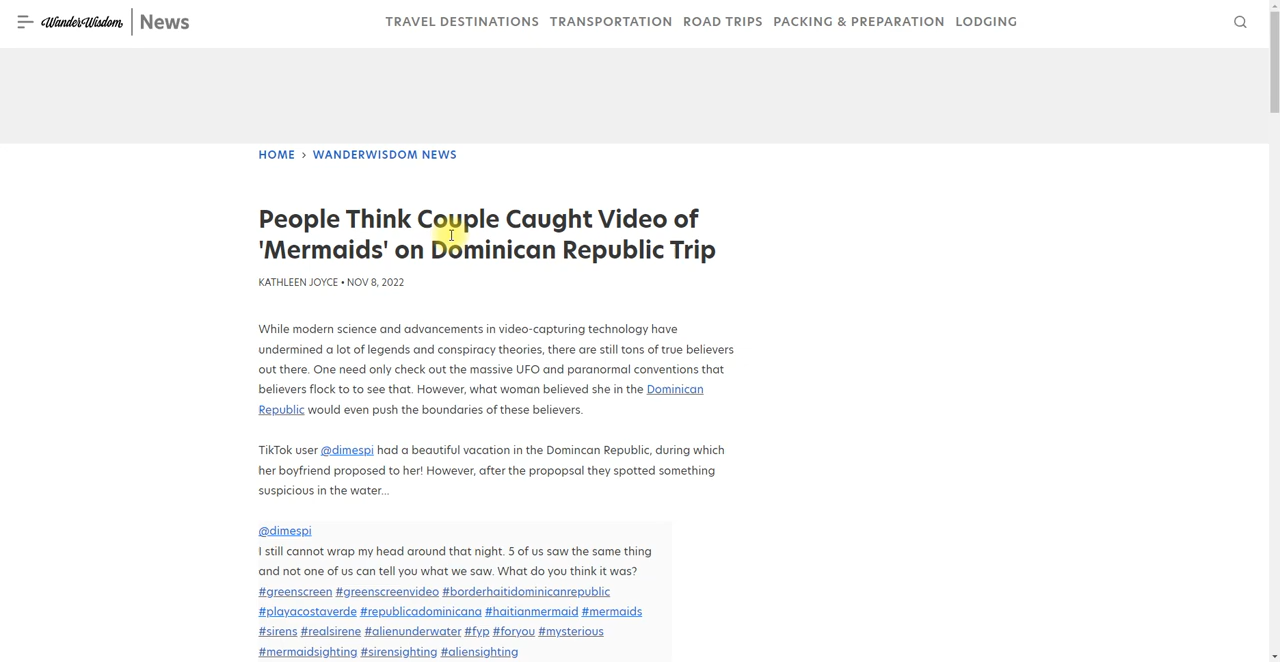 WanderWisdom News TRAVEL DESTINATIONS TRANSPORTATION ROAD TRIPS PACKING & PREPARATION LODGING
HOME > WANDERWISDOM NEWS
People Think Couple Caught Video of
'Mermaids' on Dominican Republic Trip
KATHLEEN JOYCE • NOV 8, 2022
While modern science and advancements in video-capturing technology have
undermined a lot of legends and conspiracy theories, there are still tons of true believers
out there. One need only check out the massive UFO and paranormal conventions that
believers flock to to see that. However, what woman believed she in the Dominican
Republic would even push the boundaries of these believers.
TikTok user @dimespi had a beautiful vacation in the Domincan Republic, during which
her boyfriend proposed to her! However, after the propopsal they spotted something
suspicious in the water...
@dimespi
I still cannot wrap my head around that night. 5 of us saw the same thing
and not one of us can tell you what we saw. What do you think it was?
#greenscreen #greenscreenvideo #borderhaitidominicanrepublic
#playacostaverde #republicadominicana #haitianmermaid #mermaids
#sirens #realsirene #alienunderwater #fyp #foryou #mysterious
#mermaidsighting #sirensighting #aliensighting